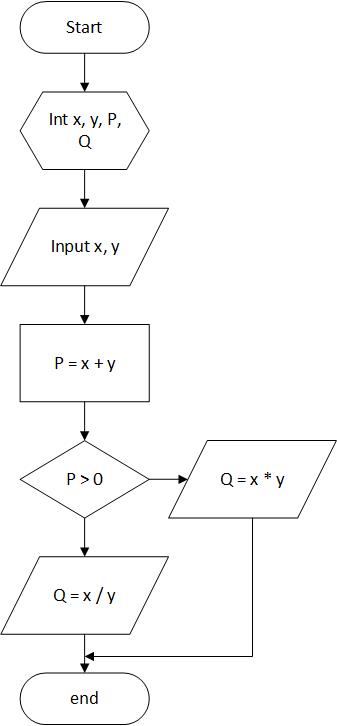 Start
Int x, y, P,
Q
Input x, y
P = x + y
P > 0
Q = x * y
Q = x / y
end